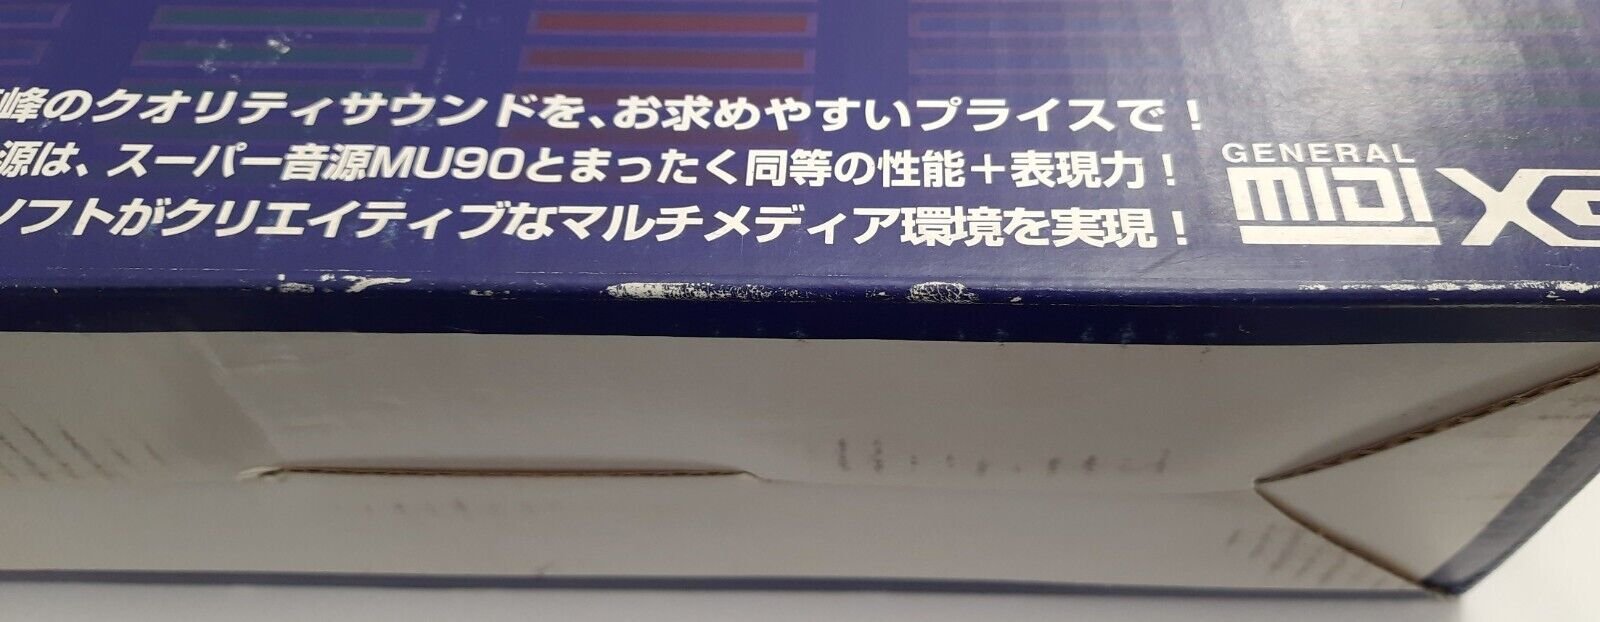 峰のクオリティサウンドを、お求めやすいプライスで！
源は、スーパー音源MU90とまったく同等の性能＋表現力！
ソフトがクリエイティブなマルチメディア環境を実現！
GENERAL
MIDI
XG